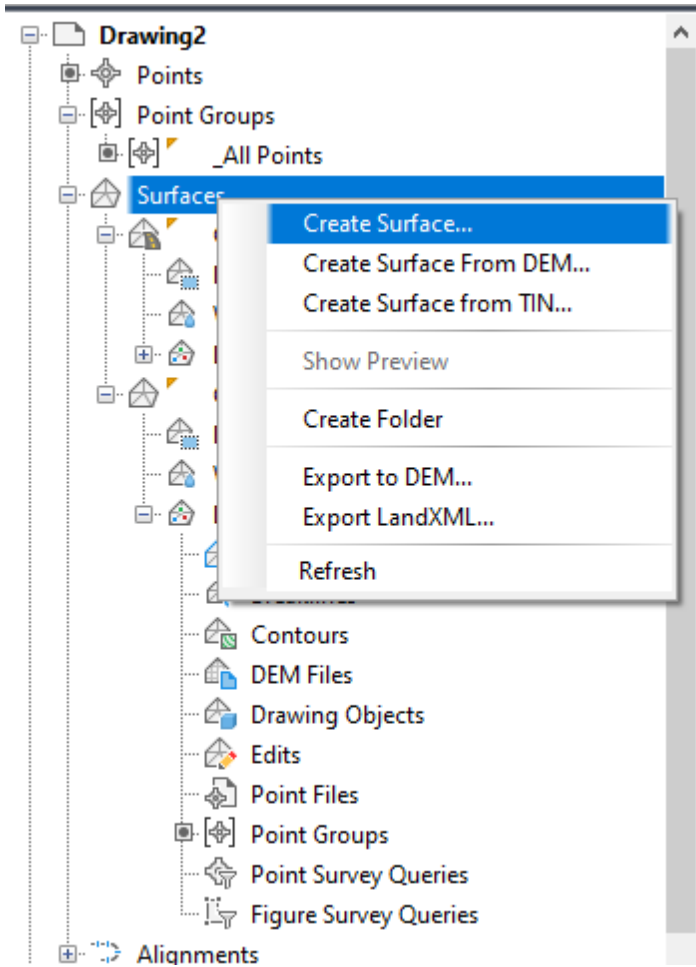 Drawing2
Points
Point Groups
_All Points
Surfaces
Create Surface...
Create Surface From DEM...
Create Surface from TIN...
Show Preview
Create Folder
Export to DEM...
Export LandXML...
Refresh
Contours
DEM Files
Drawing Objects
Edits
Point Files
Point Groups
Point Survey Queries
Figure Survey Queries
Alignments